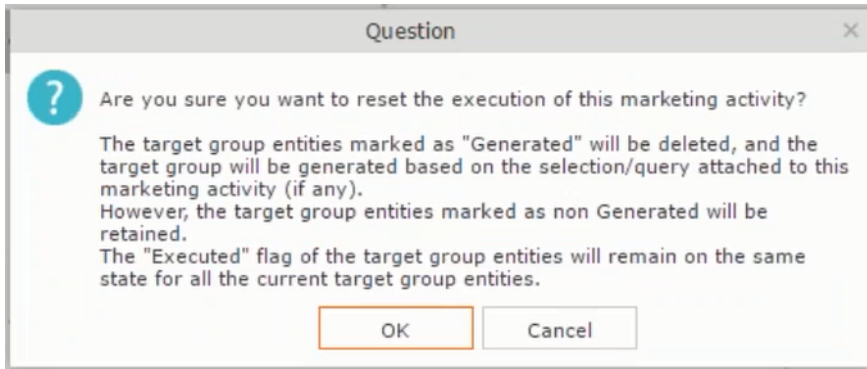 Question
Are you sure you want to reset the execution of this marketing activity?
The target group entities marked as "Generated" will be deleted, and the
target group will be generated based on the selection/query attached to this
marketing activity (if any).
However, the target group entities marked as non Generated will be
retained.
The "Executed" flag of the target group entities will remain on the same
state for all the current target group entities.
OK
Cancel